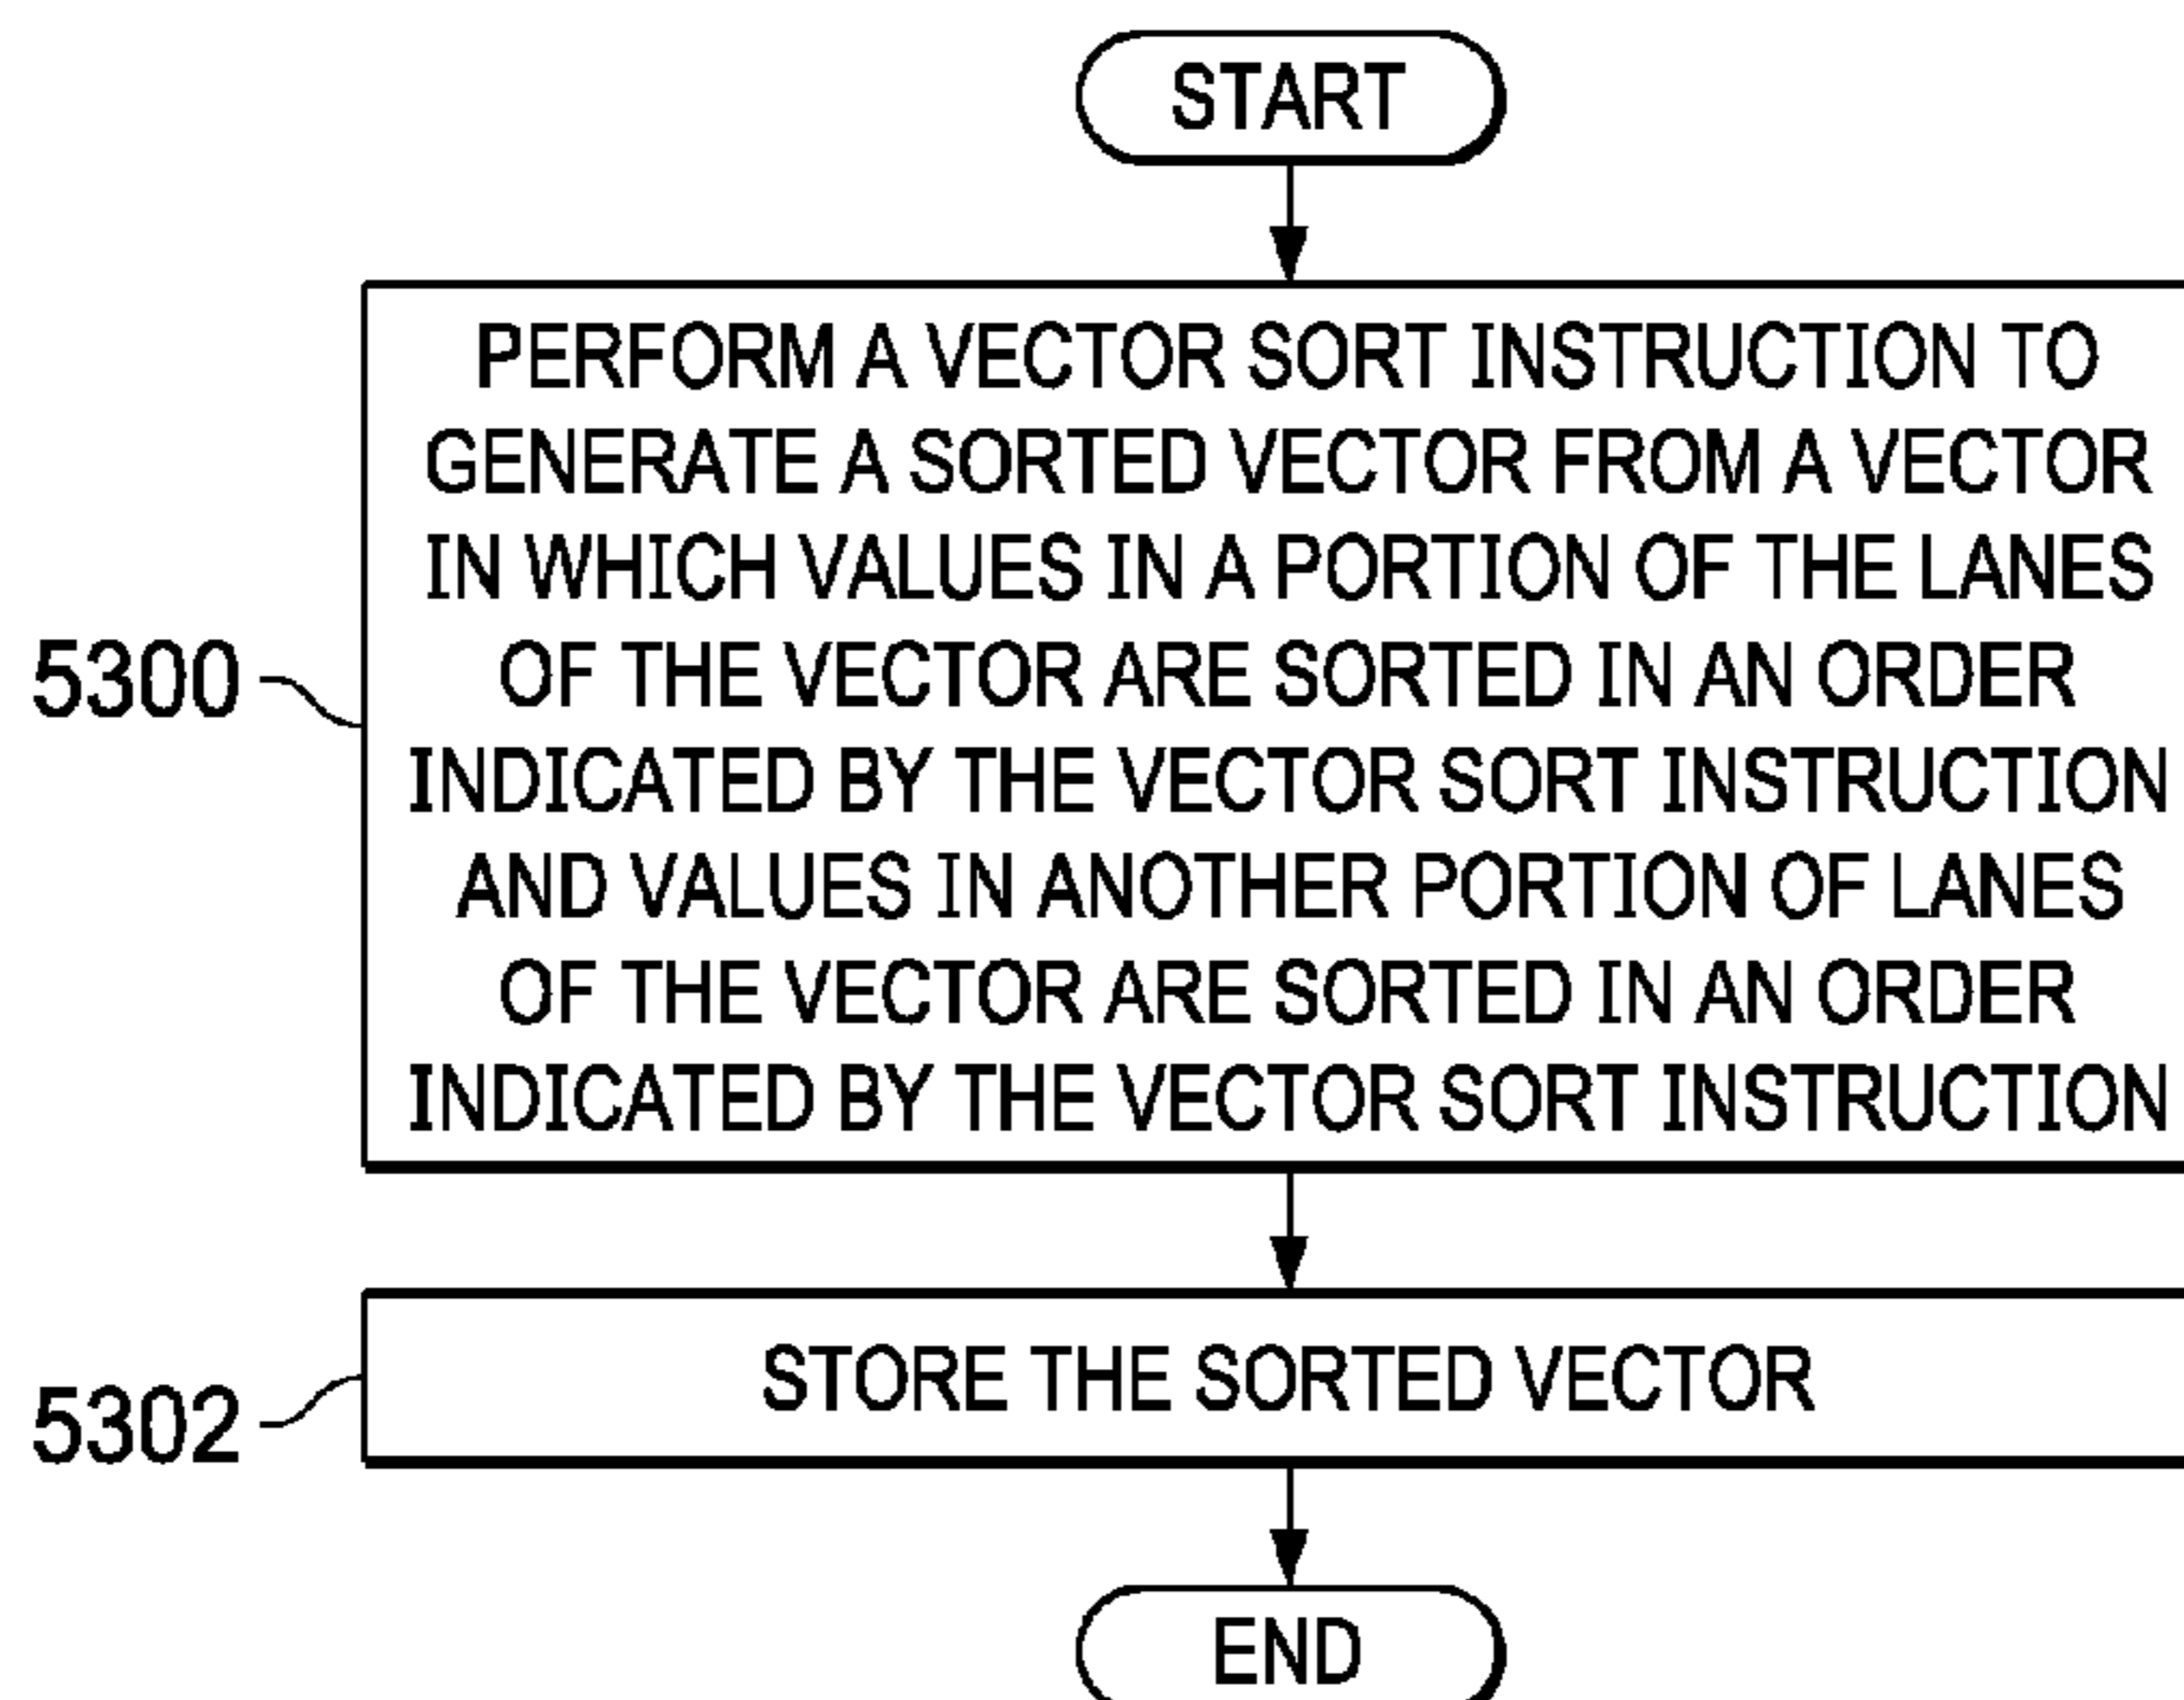 START
PERFORM A VECTOR SORT INSTRUCTION TO
GENERATE A SORTED VECTOR FROM A VECTOR
IN WHICH VALUES IN A PORTION OF THE LANES
OF THE VECTOR ARE SORTED IN AN ORDER
INDICATED BY THE VECTOR SORT INSTRUCTION
AND VALUES IN ANOTHER PORTION OF LANES
OF THE VECTOR ARE SORTED IN AN ORDER
INDICATED BY THE VECTOR SORT INSTRUCTION
5300
STORE THE SORTED VECTOR
5302
END